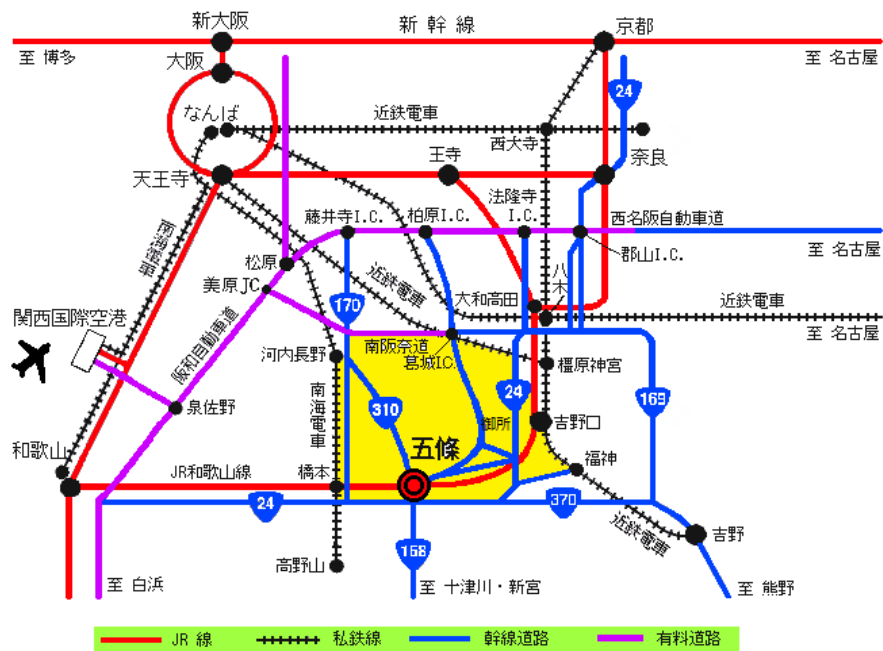 新大阪
新幹線
京都
至 博多
大阪
至 名古屋
24
なんば
近鉄電車
西大寺
王寺
奈良
天王寺
法隆寺
I.C.
藤井寺I.C.
柏原I.C.
西名阪自動車道
南海電車
松原
郡山I.C.
至 名古屋
近鉄電車
八木
美原JC
170
大和高田
近鉄電車
関西国際空港
阪和自動車道
南阪奈道
葛城I.C.
至 名古屋
河内長野
橿原神宮
南海電車
310
24
169
泉佐野
御所
吉野口
和歌山
五條
福神
JR和歌山線
橋本
24
370
近鉄電車
吉野
168
高野山
至 白浜
至 十津川・新宮
至 熊野
JR 線
私鉄線
幹線道路
有料道路